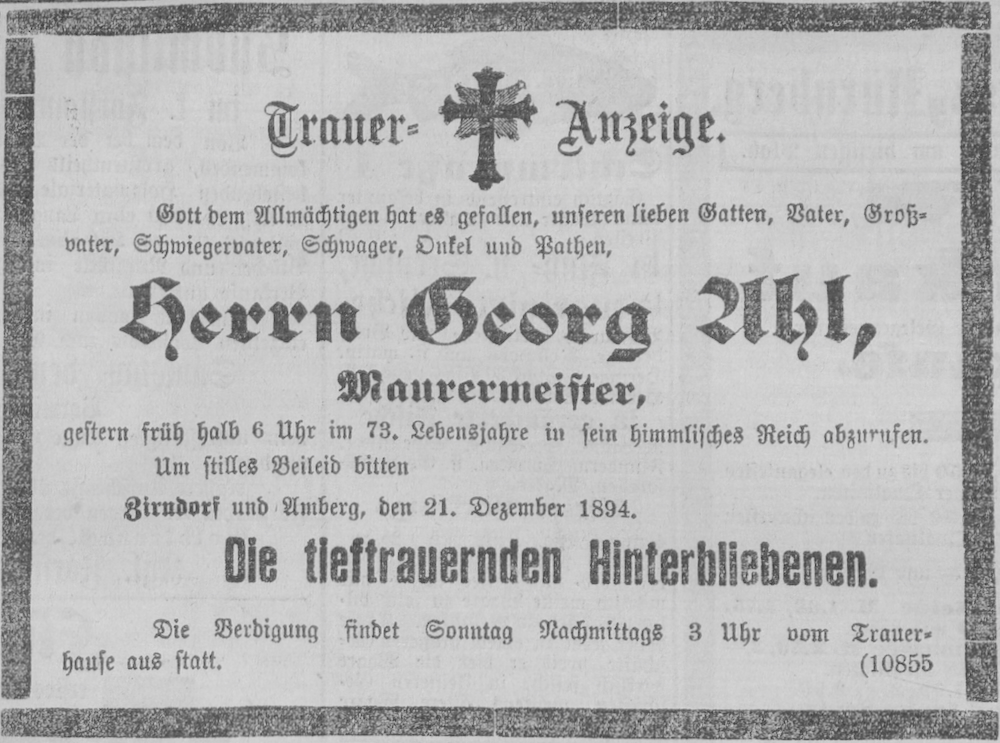 Trauer- Anzeige.
Gott dem Allmächtigen hat es gefallen, unseren lieben Gatten, Vater, Groß-
vater, Schwiegervater, Schwager, Onkel und Pathen,
Herrn Georg Ahl,
Maurermeister,
gestern früh halb 6 Uhr im 73. Lebensjahre in sein himmlisches Reich abzurufen.
Um stilles Beileid bitten
Zirndorf und Amberg, den 21. Dezember 1894.
Die tieftrauernden Hinterbliebenen.
Die Berdigung findet Sonntag Nachmittags 3 Uhr vom Trauer-
hause aus statt. (10855